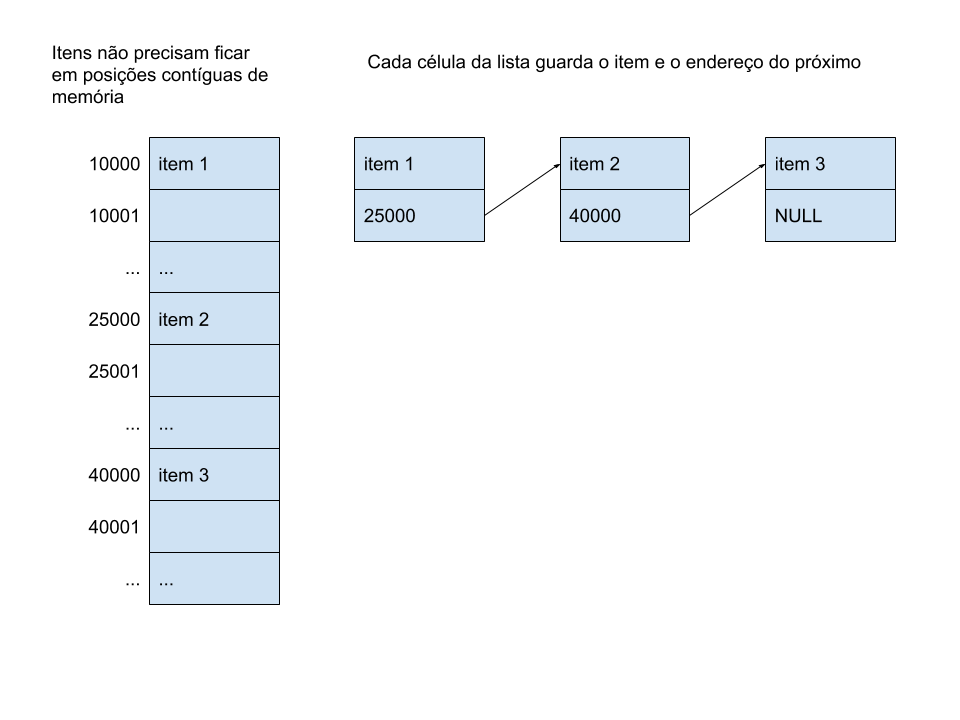 Itens não precisam ficar
em posições contíguas de
memória
Cada célula da lista guarda o item e o endereço do próximo
10000 item 1
10001
... ...
25000 item 2
25001
... ...
40000 item 3
40001
... ...
item 1
25000
item 2
40000
item 3
NULL